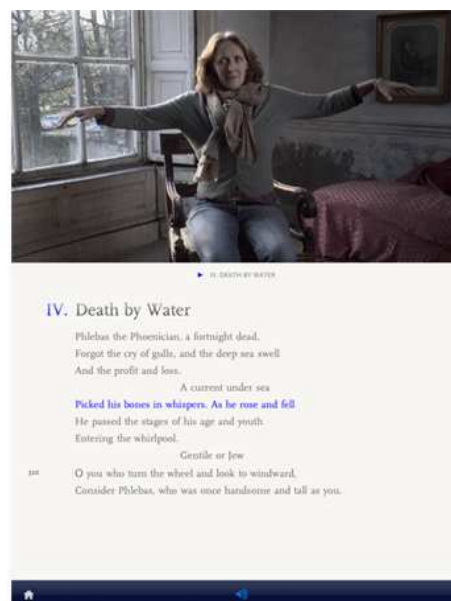 IV. DEATH BY WATER
IV. Death by Water
Phlebas the Phoenician, a fortnight dead,
Forgot the cry of gulls, and the deep sea swell
And the profit and loss.
A current under sea
Picked his bones in whispers. As he rose and fell
He passed the stages of his age and youth
Entering the whirlpool.
Gentile or Jew
O you who turn the wheel and look to windward,
Consider Phlebas, who was once handsome and tall as you.